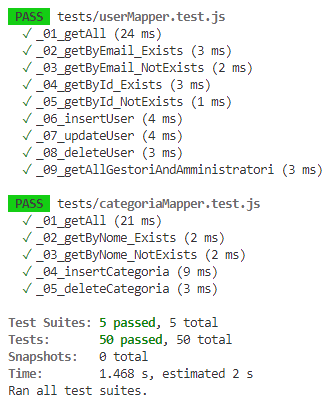 PASS tests/userMapper.test.js
✓ _01_getAll (24 ms)
✓ _02_getByEmail_Exists (3 ms)
✓ _03_getByEmail_NotExists (2 ms)
✓ _04_getById_Exists (3 ms)
✓ _05_getById_NotExists (1 ms)
✓ _06_insertUser (4 ms)
✓ _07_updateUser (4 ms)
✓ _08_deleteUser (3 ms)
✓ _09_getAllGestoriAndAmministratori (3 ms)
PASS tests/categoriaMapper.test.js
✓ _01_getAll (21 ms)
✓ _02_getByNome_Exists (2 ms)
✓ _03_getByNome_NotExists (2 ms)
✓ _04_insertCategoria (9 ms)
✓ _05_deleteCategoria (3 ms)
Test Suites: 5 passed, 5 total
Tests: 50 passed, 50 total
Snapshots: 0 total
Time: 1.468 s, estimated 2 s
Ran all test suites.